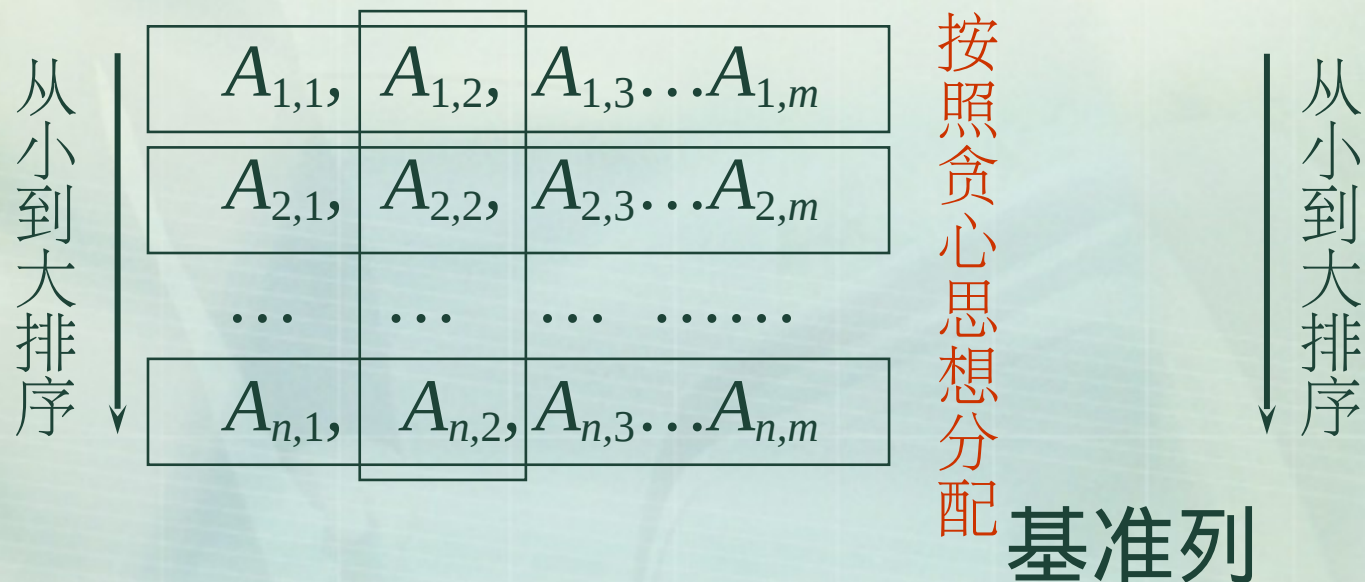 从小到大排序
A1,1, A1,2, A1,3…A1,m
A2,1, A2,2, A2,3…A2,m
… … … ……
An,1, An,2, An,3…An,m
按照贪心思想分配
从小到大排序
基准列